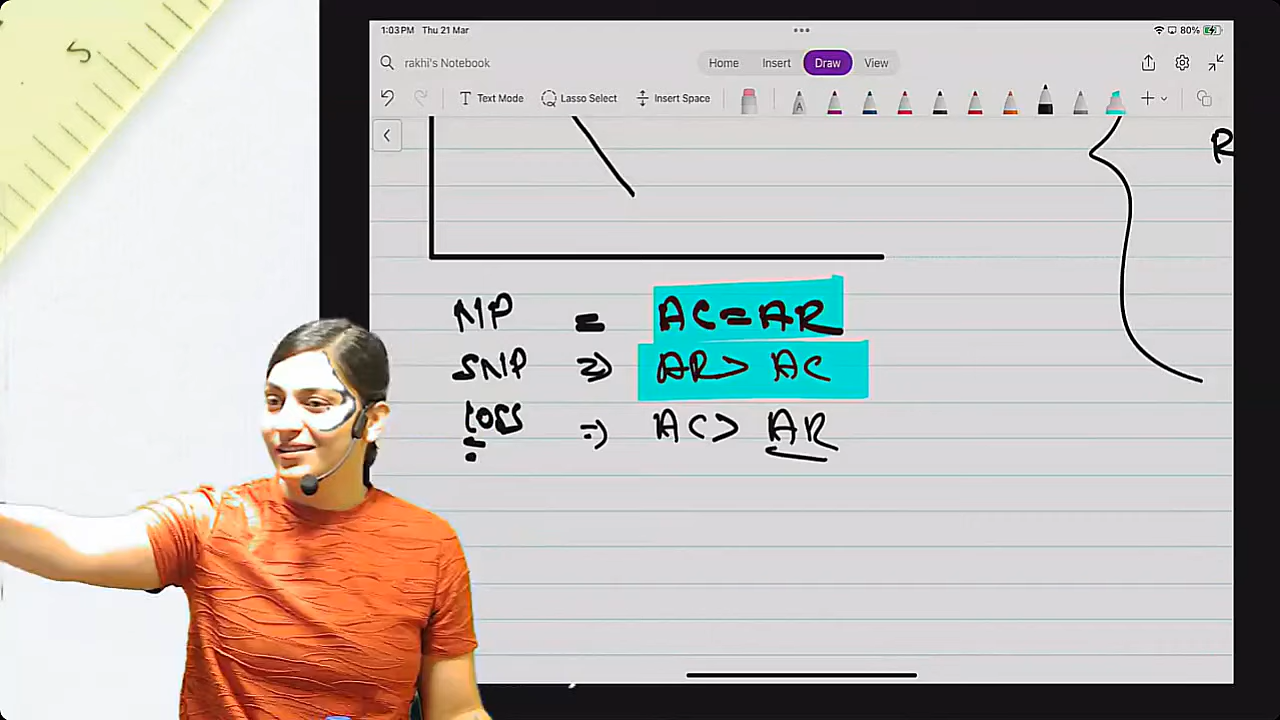 5
1:03 PM Thu 21 Mar
80%
rakhi's Notebook
Home Insert Draw View
Text Mode Lasso Select Insert Space
A
R
NP = AC=AR
SNP => AR> AC
Loss => AC> AR